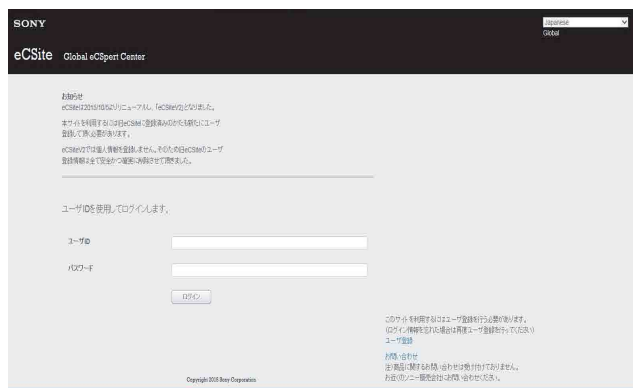 SONY
Japanese
Global
eCSite Global eCSpert Center
お知らせ
eCSiteは2015/10/5よりリニューアルし、「eCSiteV2」となりました。
本サイトを利用するには旧eCSiteに登録済みのかたも新たにユーザ
登録して頂く必要があります。
eCSiteV2では個人情報を登録しません。そのため旧eCSiteのユーザ
登録情報は全て安全かつ確実に削除させて頂きました。
ユーザIDを使用してログインします。
ユーザID
パスワード
ログイン
このサイトを利用するにはユーザ登録を行う必要があります。
(ログイン情報を忘れた場合は再度ユーザ登録を行ってください)
ユーザ登録
お問い合わせ
注)商品に関するお問い合わせは受け付けておりません。
お近くのソニー販売会社にお問い合わせください。
Copyright 2015 Sony Corporation